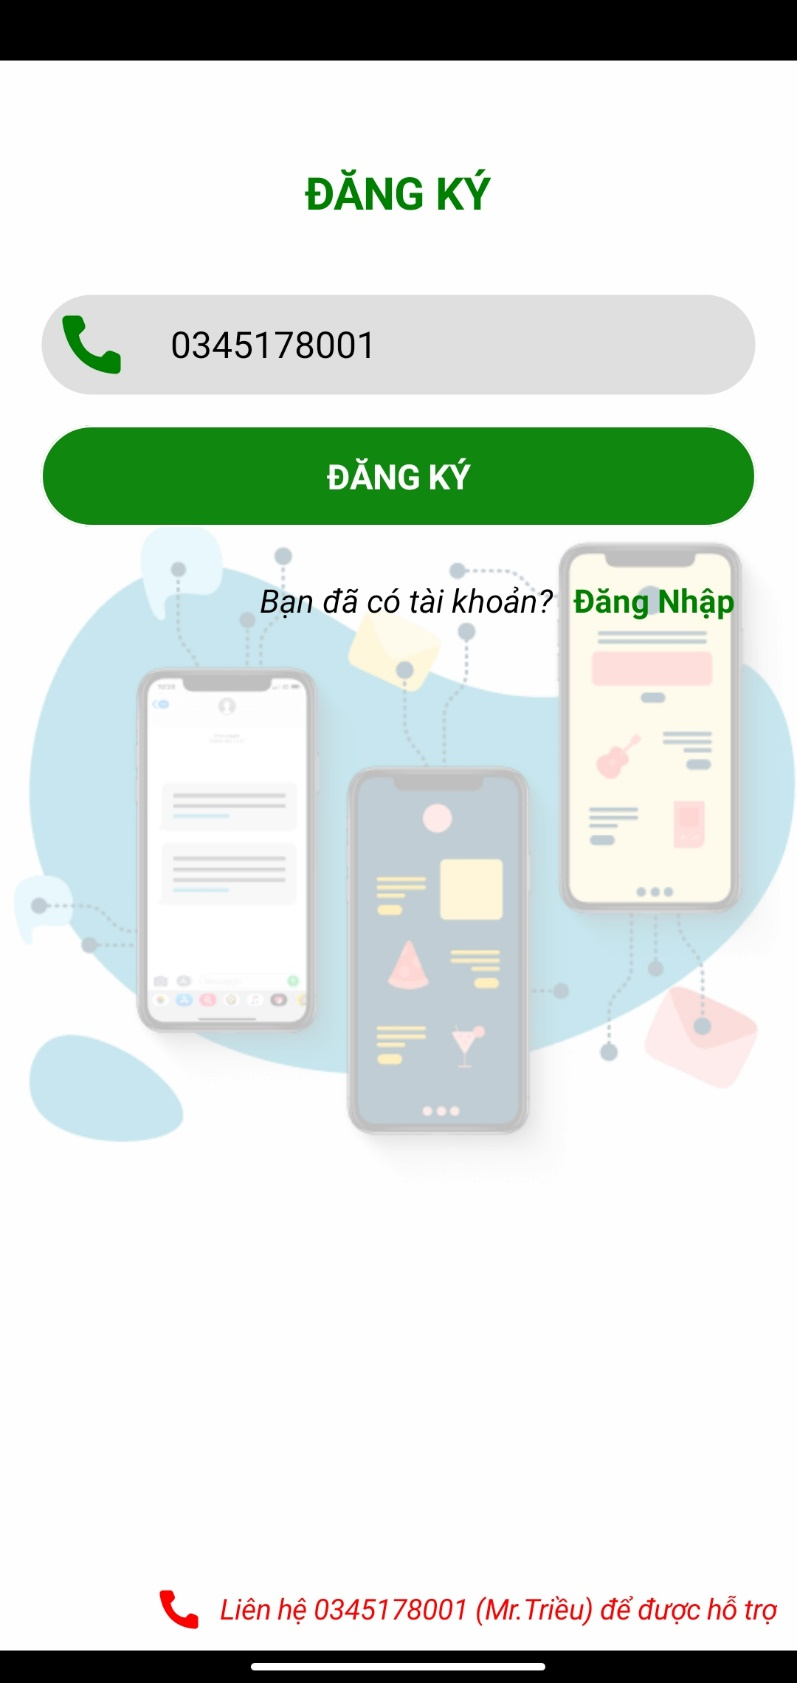 ĐĂNG KÝ
0345178001
ĐĂNG KÝ
Bạn đã có tài khoản? Đăng Nhập
Liên hệ 0345178001 (Mr.Triều) để được hỗ trợ